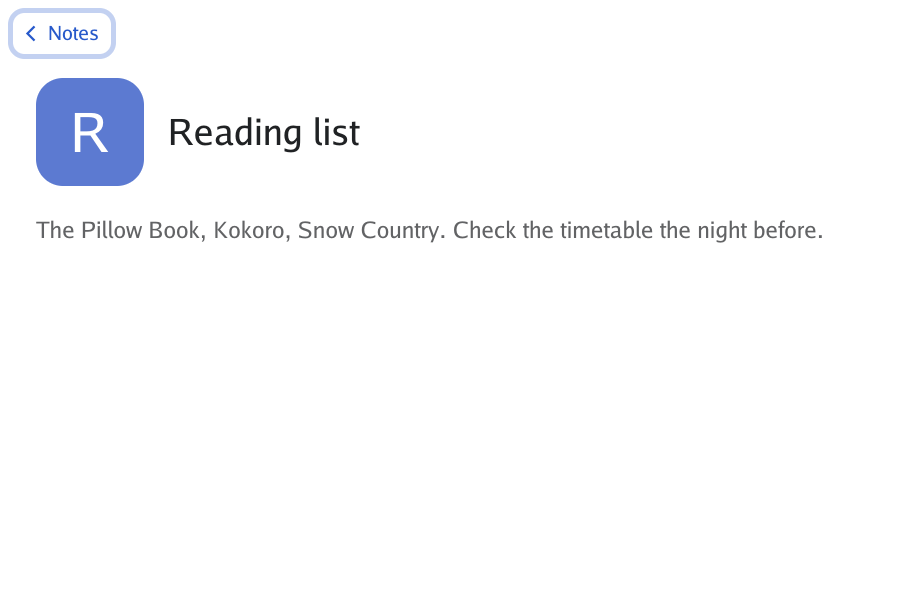 Notes
R
Reading list
The Pillow Book, Kokoro, Snow Country. Check the timetable the night before.